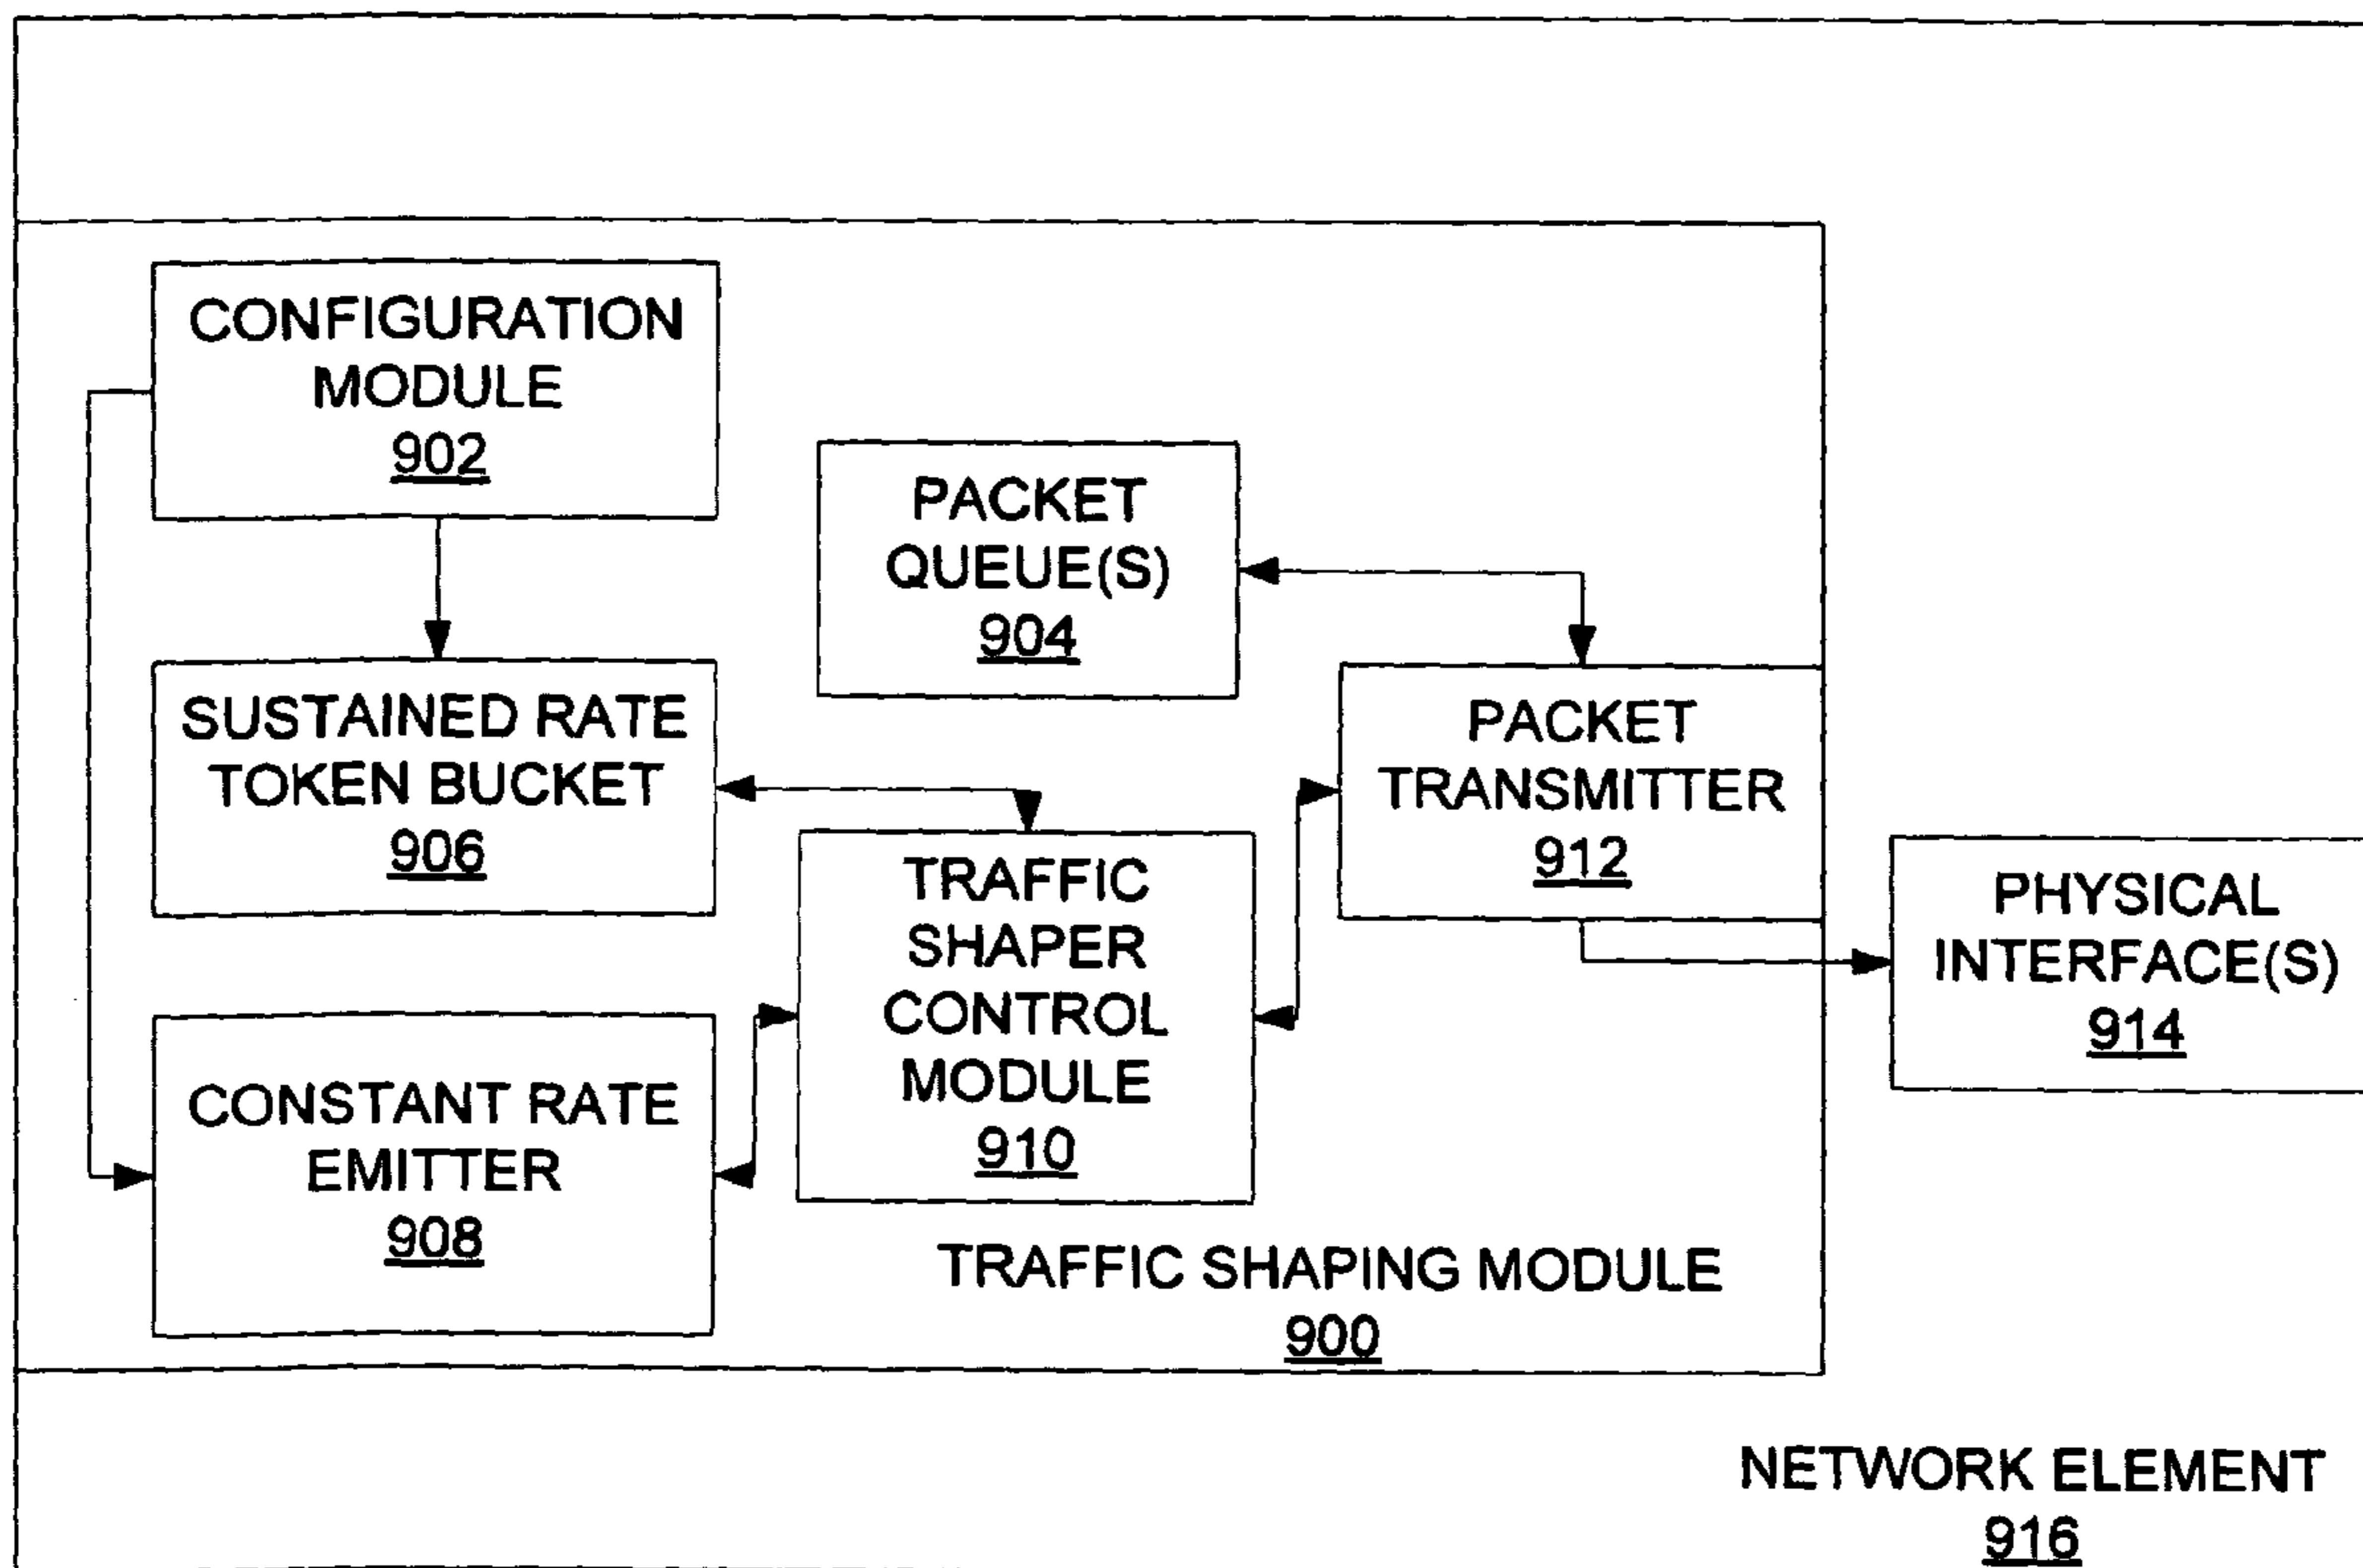 CONFIGURATION
MODULE
902
PACKET
QUEUE(S)
904
SUSTAINED RATE
TOKEN BUCKET
906
PACKET
TRANSMITTER
912
TRAFFIC
SHAPER
CONTROL
MODULE
910
PHYSICAL
INTERFACE(S)
914
CONSTANT RATE
EMITTER
908
TRAFFIC SHAPING MODULE
900
NETWORK ELEMENT
916